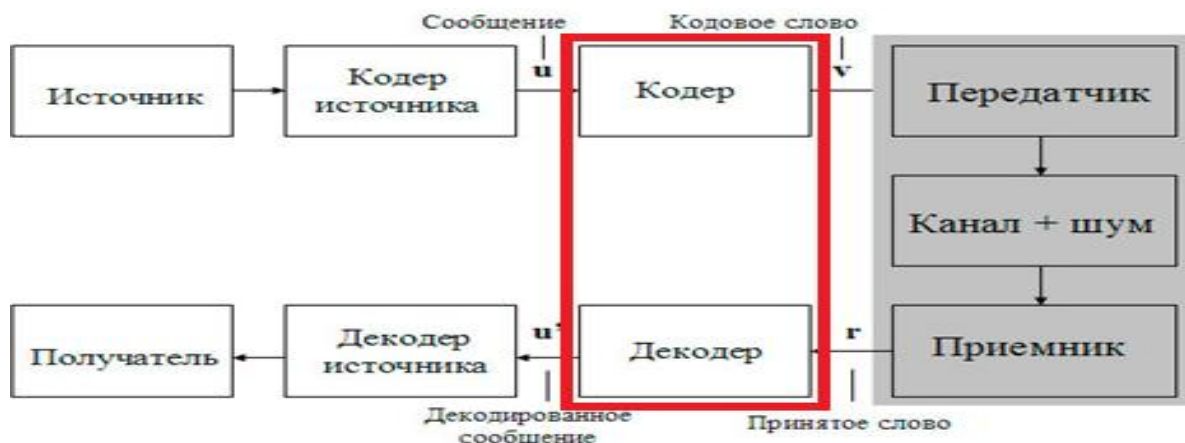 Сообщение
Кодовое слово
Источник
Кодер
источника
u
Кодер
v
Передатчик
Канал + шум
Получатель
Декодер
источника
u'
Декодер
r
Приемник
Декодированное
сообщение
Принятое слово